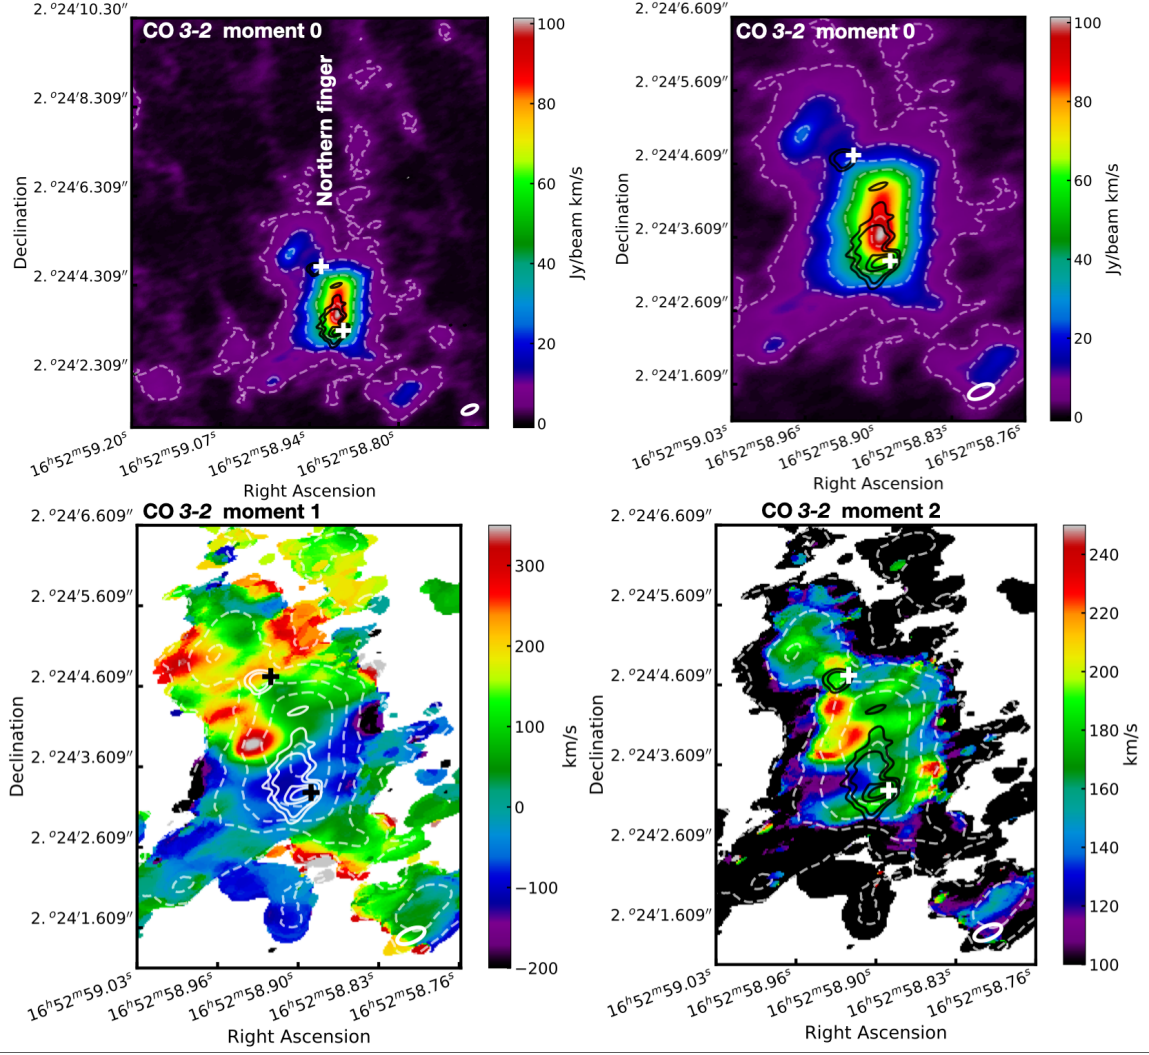 CO 3-2 moment 0
Northern finger
2. °24′10.30″
2. °24′8.309″
2. °24′6.309″
2. °24′4.309″
2. °24′2.309″
Declination
16ʰ52ᵐ59.20ˢ
16ʰ52ᵐ59.07ˢ
16ʰ52ᵐ58.94ˢ
16ʰ52ᵐ58.80ˢ
Right Ascension
100
80
60
40
20
0
Jy/beam km/s
CO 3-2 moment 0
2. °24′6.609″
2. °24′5.609″
2. °24′4.609″
2. °24′3.609″
2. °24′2.609″
2. °24′1.609″
Declination
16ʰ52ᵐ59.03ˢ
16ʰ52ᵐ58.96ˢ
16ʰ52ᵐ58.90ˢ
16ʰ52ᵐ58.83ˢ
16ʰ52ᵐ58.76ˢ
Right Ascension
100
80
60
40
20
0
Jy/beam km/s
CO 3-2 moment 1
2. °24′6.609″
2. °24′5.609″
2. °24′4.609″
2. °24′3.609″
2. °24′2.609″
2. °24′1.609″
Declination
16ʰ52ᵐ59.03ˢ
16ʰ52ᵐ58.96ˢ
16ʰ52ᵐ58.90ˢ
16ʰ52ᵐ58.83ˢ
16ʰ52ᵐ58.76ˢ
Right Ascension
300
200
100
0
−100
−200
km/s
CO 3-2 moment 2
2. °24′6.609″
2. °24′5.609″
2. °24′4.609″
2. °24′3.609″
2. °24′2.609″
2. °24′1.609″
Declination
16ʰ52ᵐ59.03ˢ
16ʰ52ᵐ58.96ˢ
16ʰ52ᵐ58.90ˢ
16ʰ52ᵐ58.83ˢ
16ʰ52ᵐ58.76ˢ
Right Ascension
240
220
200
180
160
140
120
100
km/s